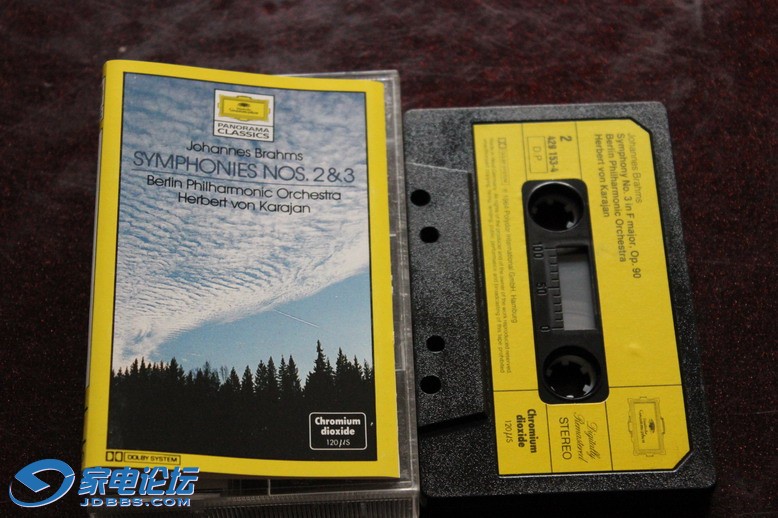 Deutsche
Grammophon
PANORAMA
CLASSICS
Johannes Brahms
SYMPHONIES NOS. 2&3
Berlin Philharmonic Orchestra
Herbert von Karajan
Chromium
dioxide
120 µS
DOLBY SYSTEM
家电论坛
JDBBS.COM
Johannes Brahms
Symphony No. 3 in F major, Op. 90
Berlin Philharmonic Orchestra
Herbert von Karajan
2
429 153-4
D.P.
100 50 0
Digitally
Remastered
STEREO
Chromium
dioxide
120 µS